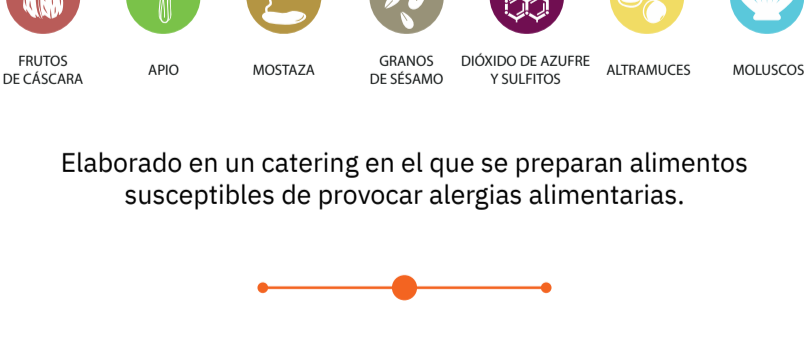 FRUTOS
DE CÁSCARA
APIO
MOSTAZA
GRANOS
DE SÉSAMO
DIÓXIDO DE AZUFRE
Y SULFITOS
ALTRAMUCES
MOLUSCOS
Elaborado en un catering en el que se preparan alimentos
susceptibles de provocar alergias alimentarias.